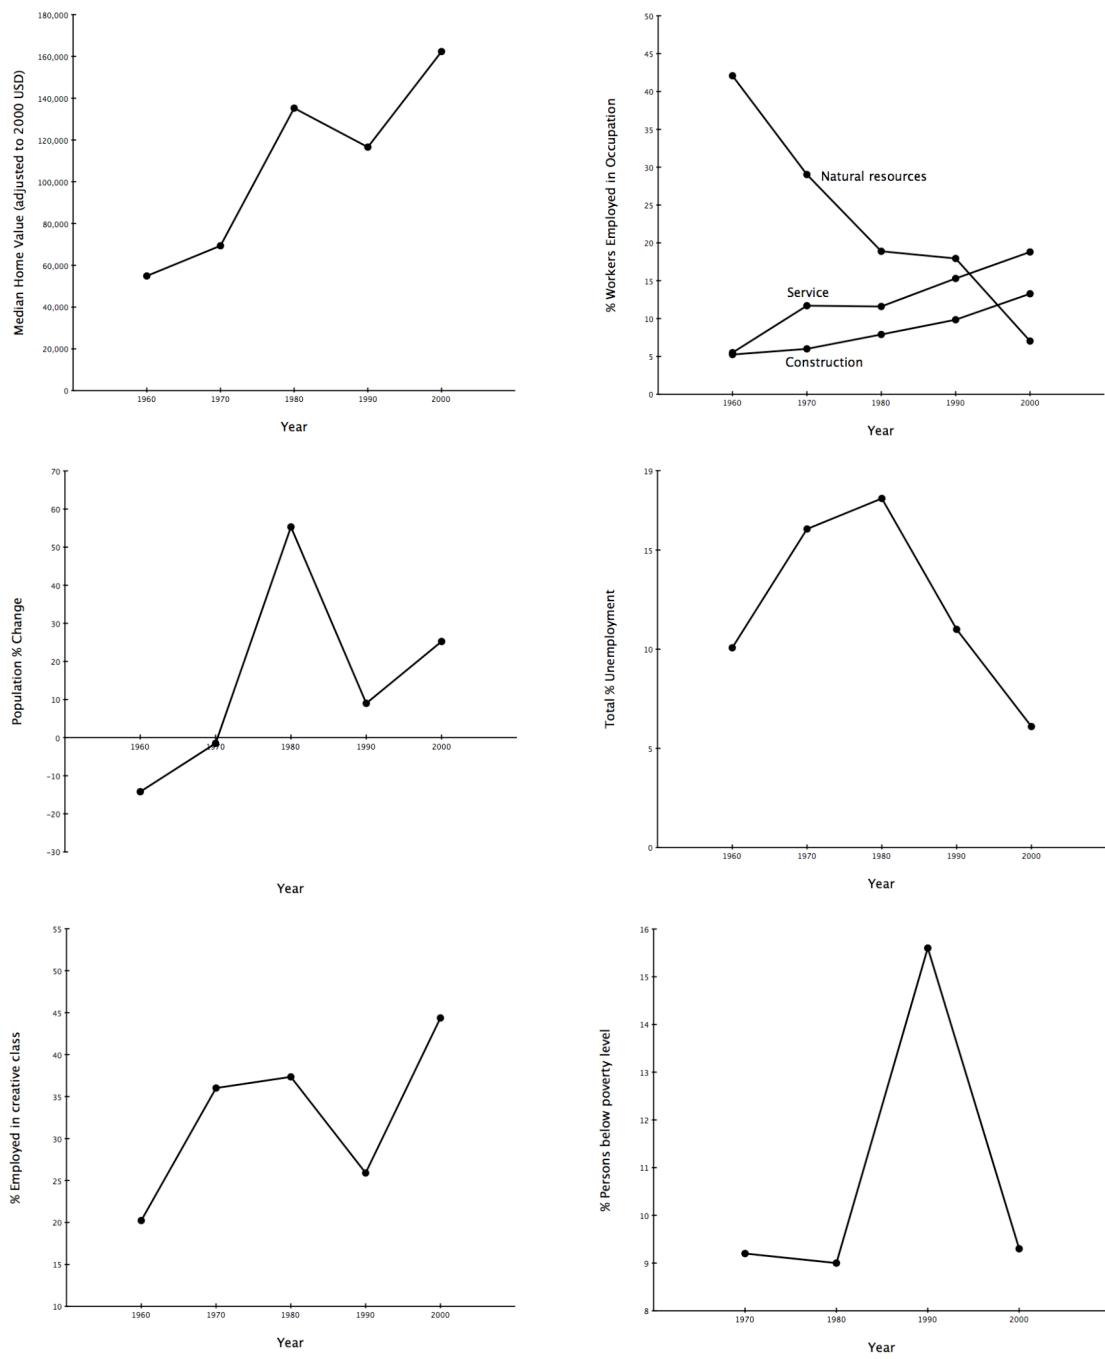 180,000
160,000
140,000
120,000
100,000
80,000
60,000
40,000
20,000
0
Median Home Value (adjusted to 2000 USD)
1960 1970 1980 1990 2000
Year
50
45
40
35
30
25
20
15
10
5
0
% Workers Employed in Occupation
Natural resources
Service
Construction
1960 1970 1980 1990 2000
Year
70
60
50
40
30
20
10
0
-10
-20
-30
Population % Change
1960 1970 1980 1990 2000
Year
19
15
10
5
0
Total % Unemployment
1960 1970 1980 1990 2000
Year
55
50
45
40
35
30
25
20
15
10
% Employed in creative class
1960 1970 1980 1990 2000
Year
16
15
14
13
12
11
10
9
8
% Persons below poverty level
1970 1980 1990 2000
Year